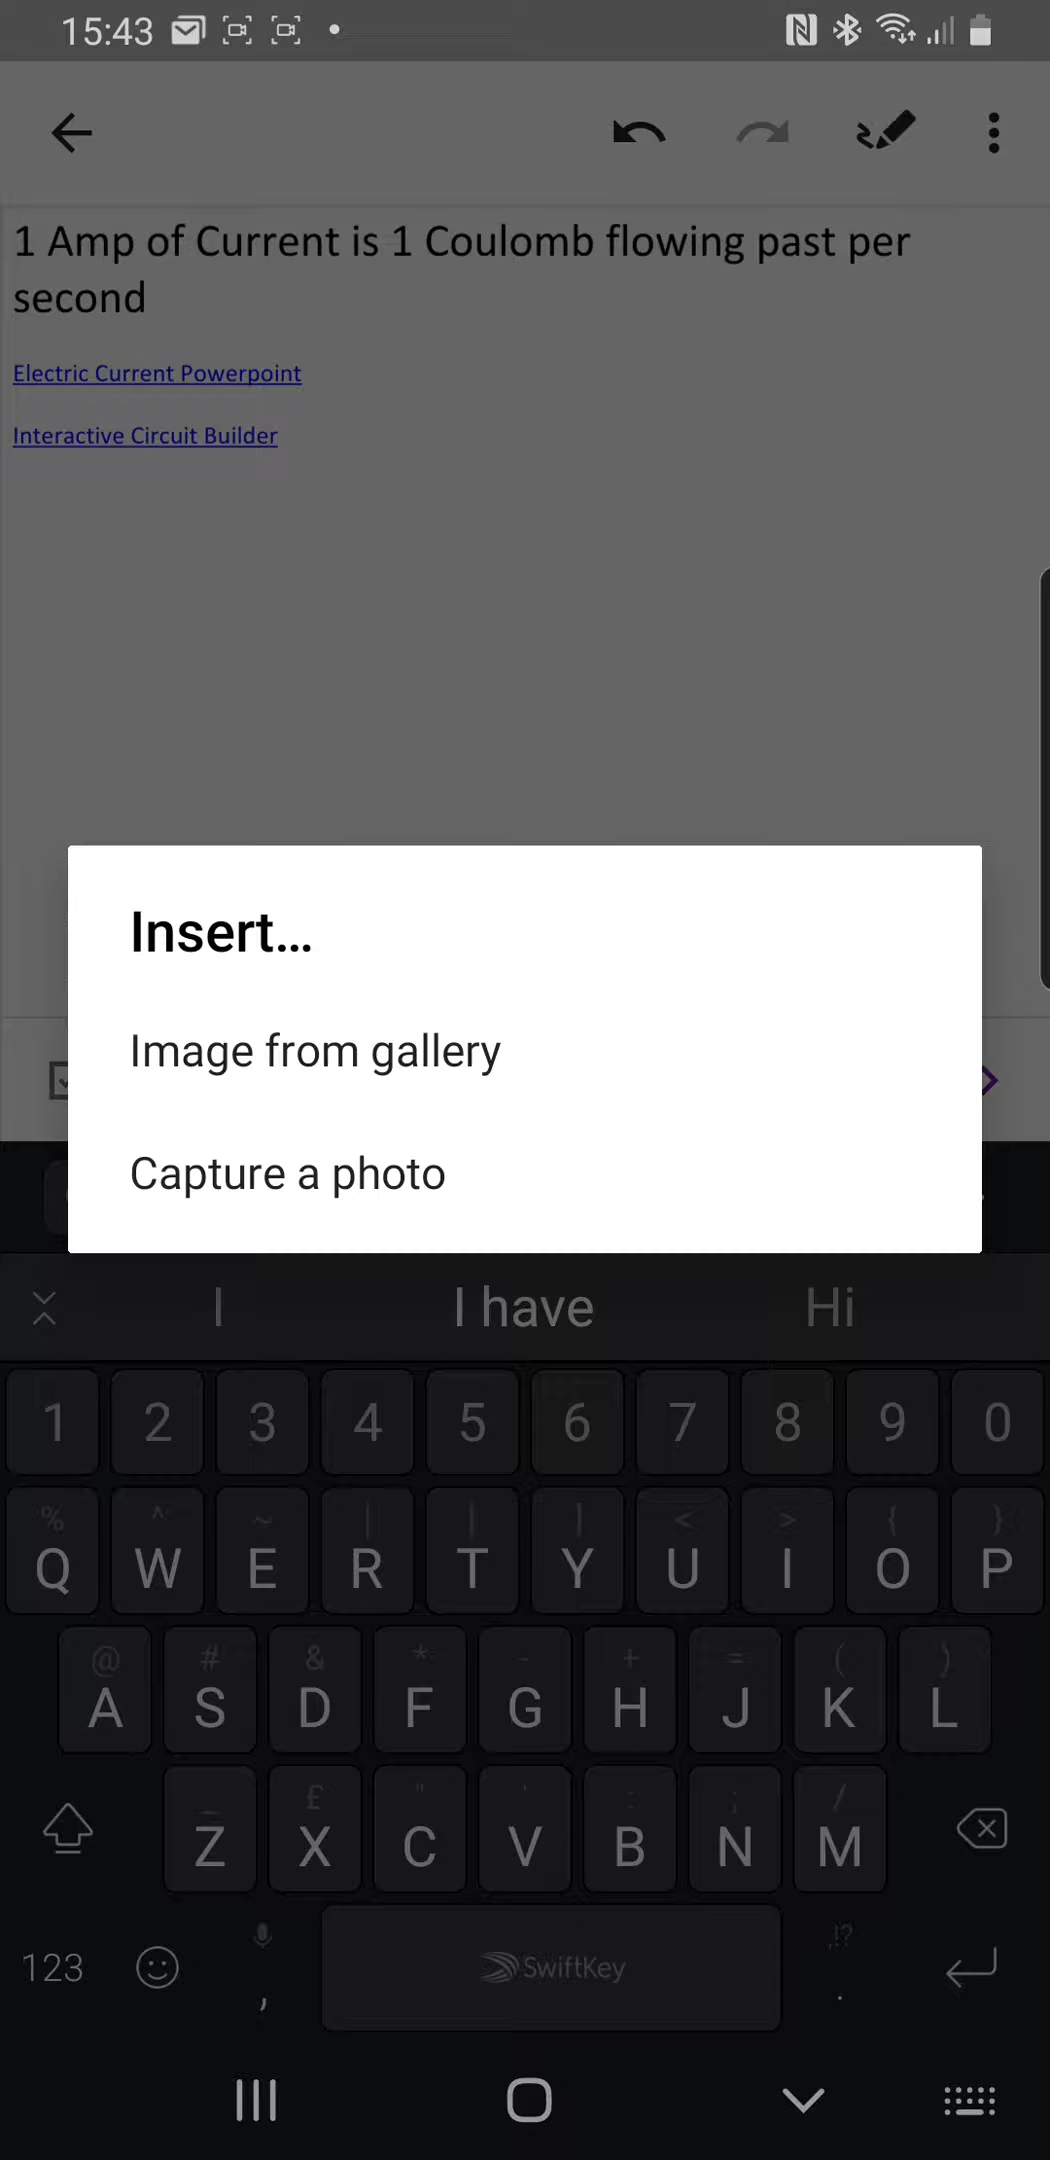 15:43
1 Amp of Current is 1 Coulomb flowing past per
second
Electric Current Powerpoint
Interactive Circuit Builder
Insert...
Image from gallery
Capture a photo
I I have Hi
1 2 3 4 5 6 7 8 9 0
% ^ ~ | [ ] < > { }
Q W E R T Y U I O P
@ # & * - + = ( )
A S D F G H J K L
_ £ " ' : ; /
Z X C V B N M
,!?
123 , SwiftKey .